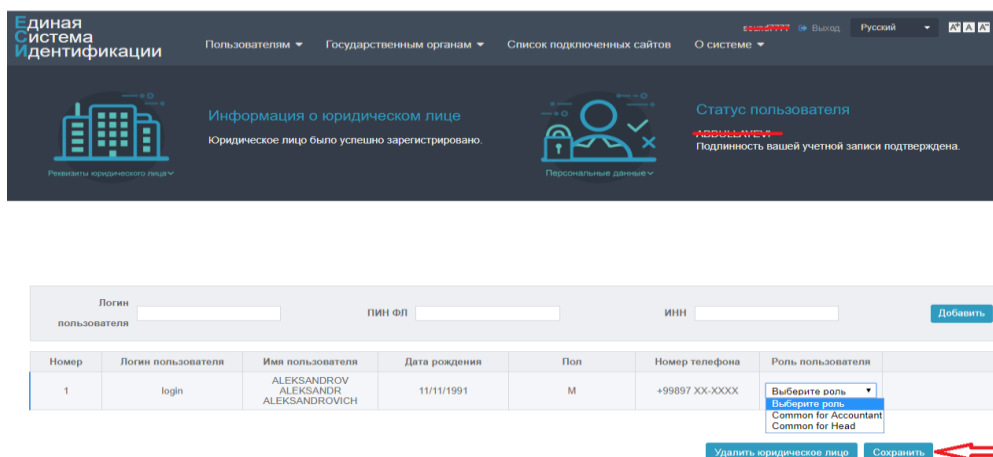 Единая
Система
Идентификации
Пользователям Государственным органам Список подключенных сайтов О системе
sound7777 Выход Русский A+ A A-
Информация о юридическом лице
Юридическое лицо было успешно зарегистрировано.
Реквизиты юридического лица
Статус пользователя
Подлинность вашей учетной записи подтверждена.
Персональные данные
Логин
пользователя
ПИН ФЛ
ИНН
Добавить
Номер Логин пользователя Имя пользователя Дата рождения Пол Номер телефона Роль пользователя
1 login ALEKSANDROV
ALEKSANDR
ALEKSANDROVICH
11/11/1991 М +99897 XX-XXXX Выберите роль
Выберите роль
Common for Accountant
Common for Head
Удалить юридическое лицо Сохранить